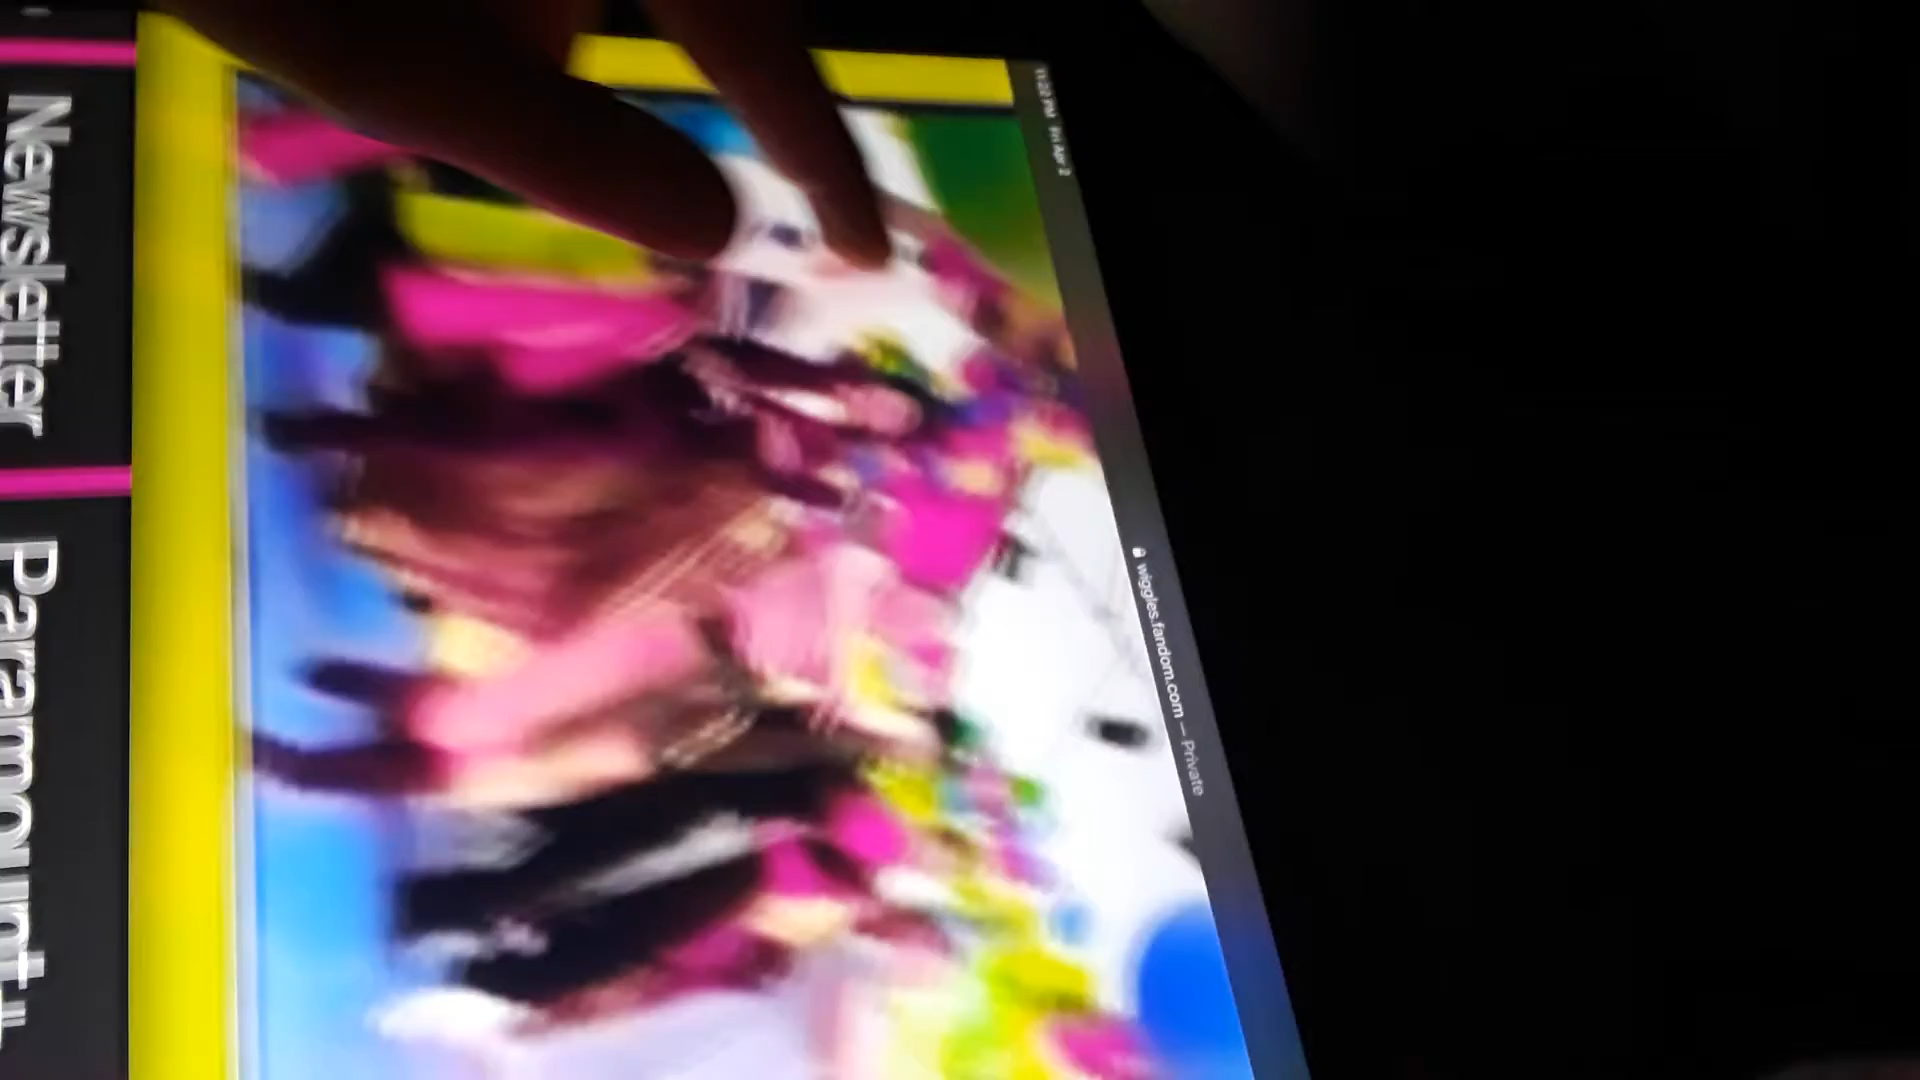 11:22 PM Fri Apr 2
wiggles.fandom.com — Private
Newsletter
Paramount+